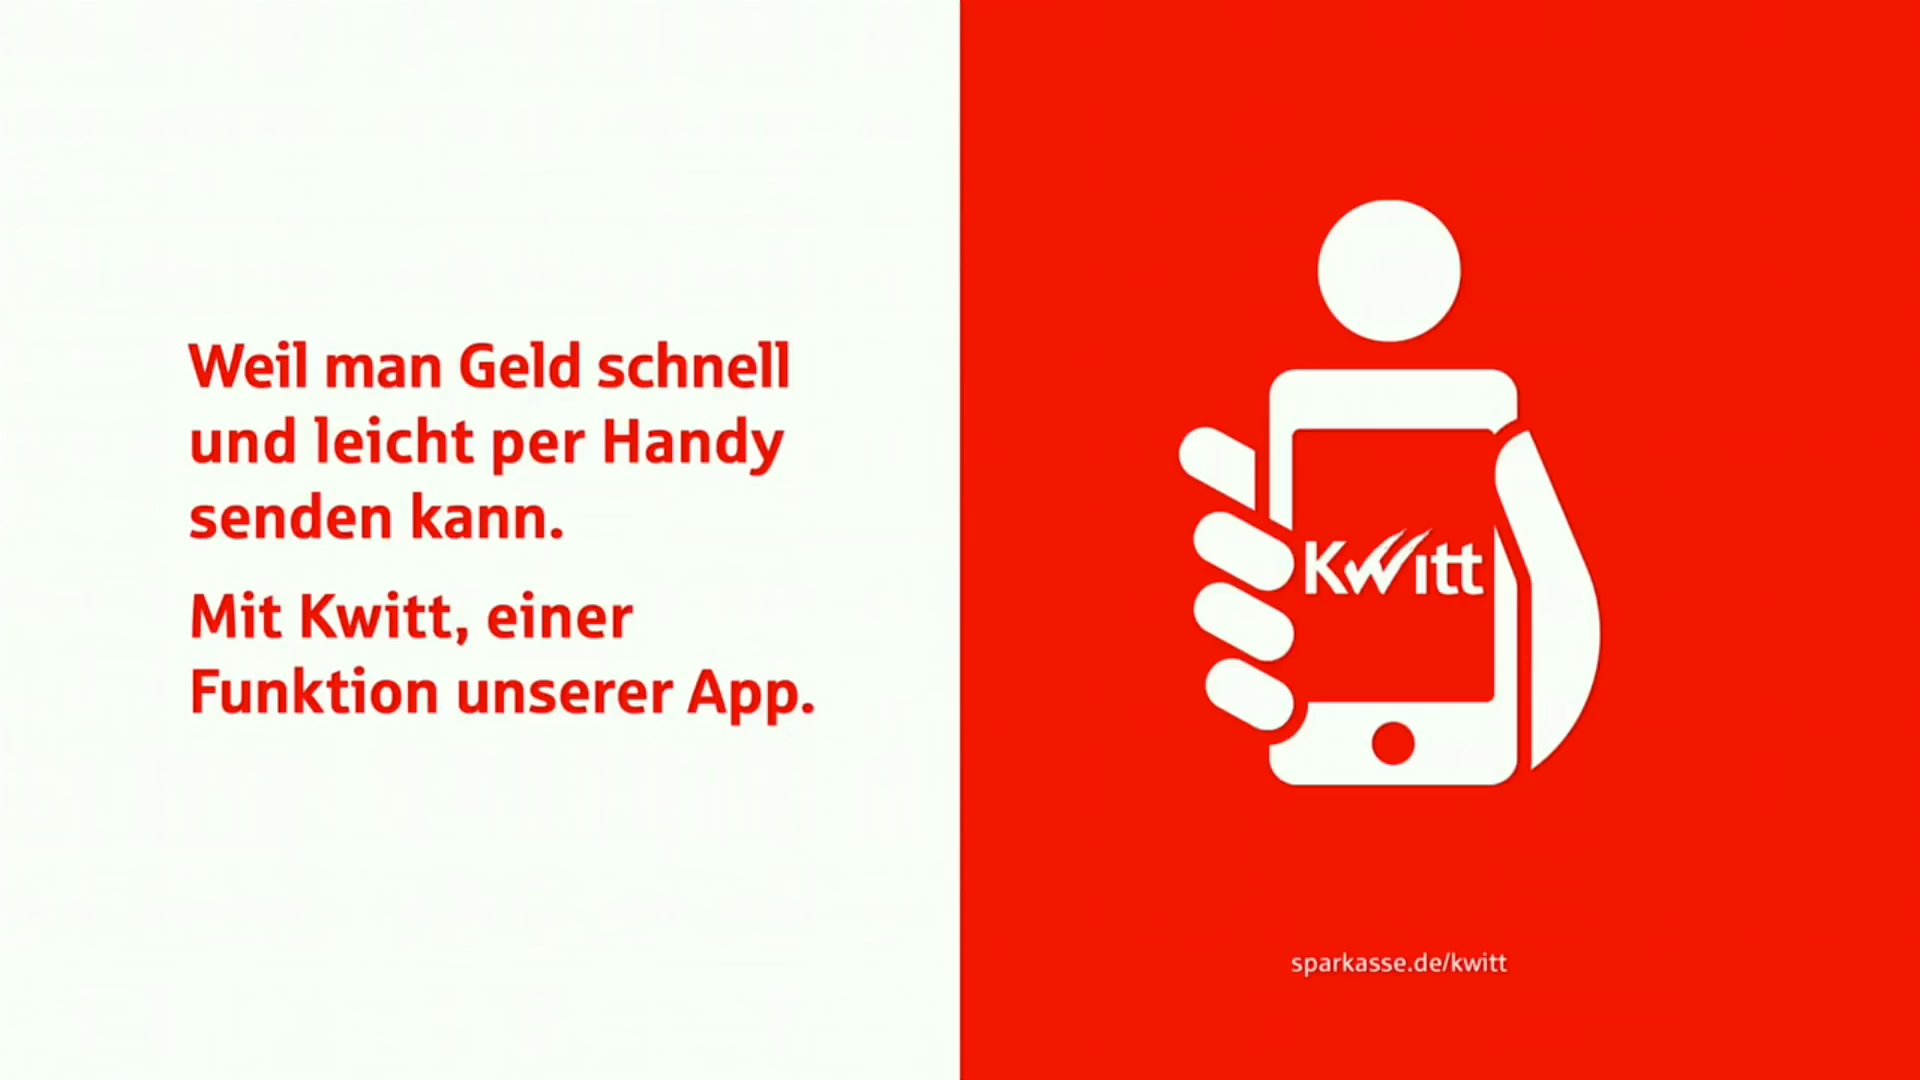 Weil man Geld schnell
und leicht per Handy
senden kann.
Mit Kwitt, einer
Funktion unserer App.
Kwitt
sparkasse.de/kwitt